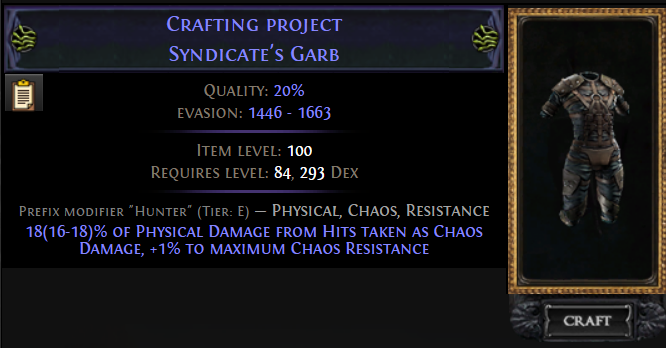 Crafting project
Syndicate's Garb
Quality: 20%
evasion: 1446 - 1663
Item level: 100
Requires level: 84, 293 Dex
Prefix modifier "Hunter" (Tier: E) — Physical, Chaos, Resistance
18(16-18)% of Physical Damage from Hits taken as Chaos
Damage, +1% to maximum Chaos Resistance
CRAFT